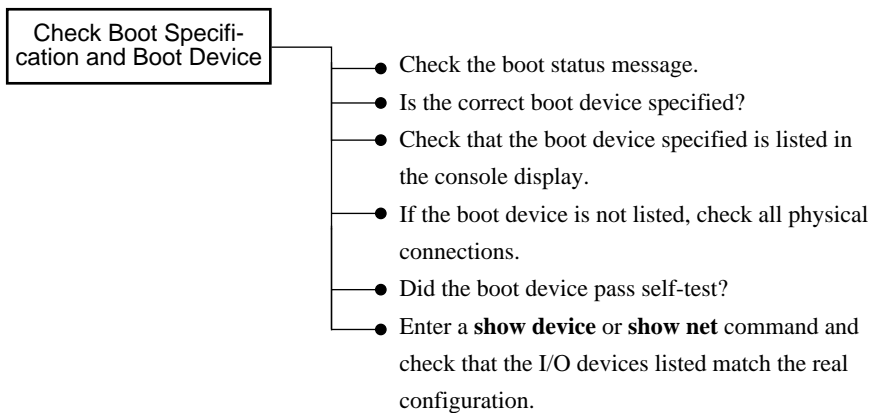 Check Boot Specifi-
cation and Boot Device
Check the boot status message.
Is the correct boot device specified?
Check that the boot device specified is listed in
the console display.
If the boot device is not listed, check all physical
connections.
Did the boot device pass self-test?
Enter a show device or show net command and
check that the I/O devices listed match the real
configuration.